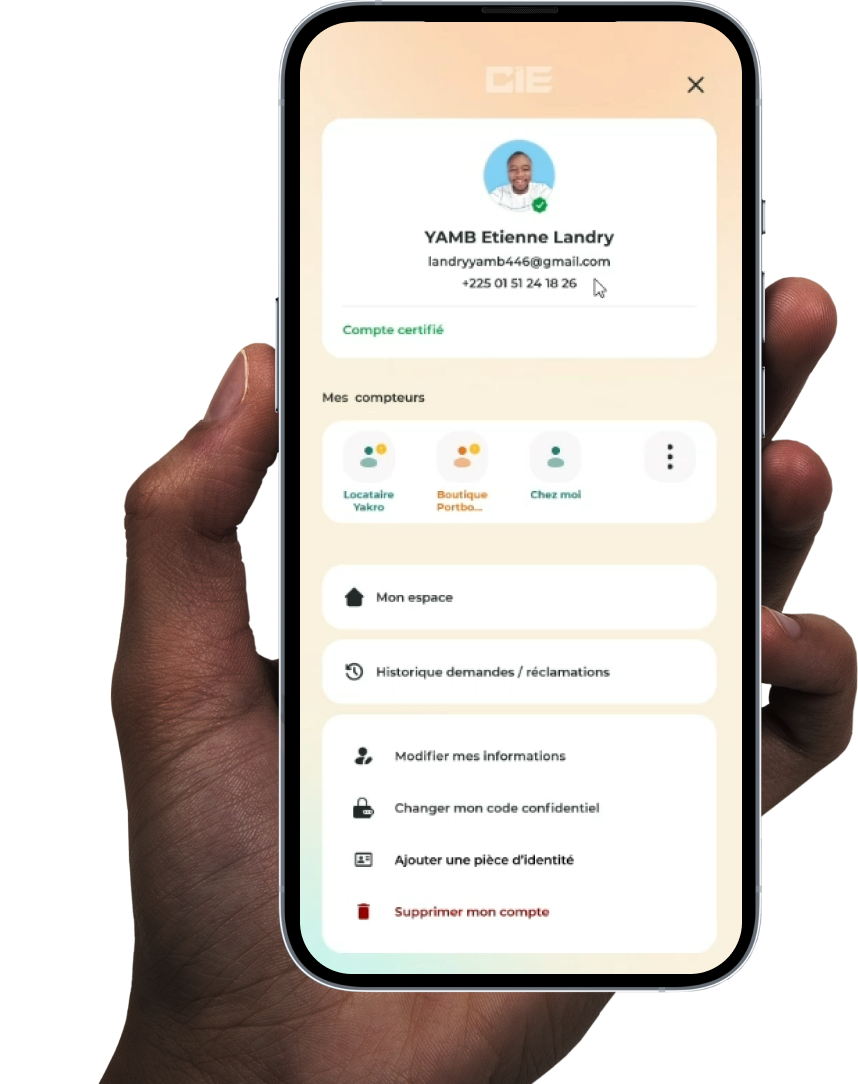 CIE
YAMB Etienne Landry
landryyamb446@gmail.com
+225 01 51 24 18 26
Compte certifié
Mes compteurs
Locataire
Yakro
Boutique
Portbo...
Chez moi
Mon espace
Historique demandes / réclamations
Modifier mes informations
Changer mon code confidentiel
Ajouter une pièce d'identité
Supprimer mon compte